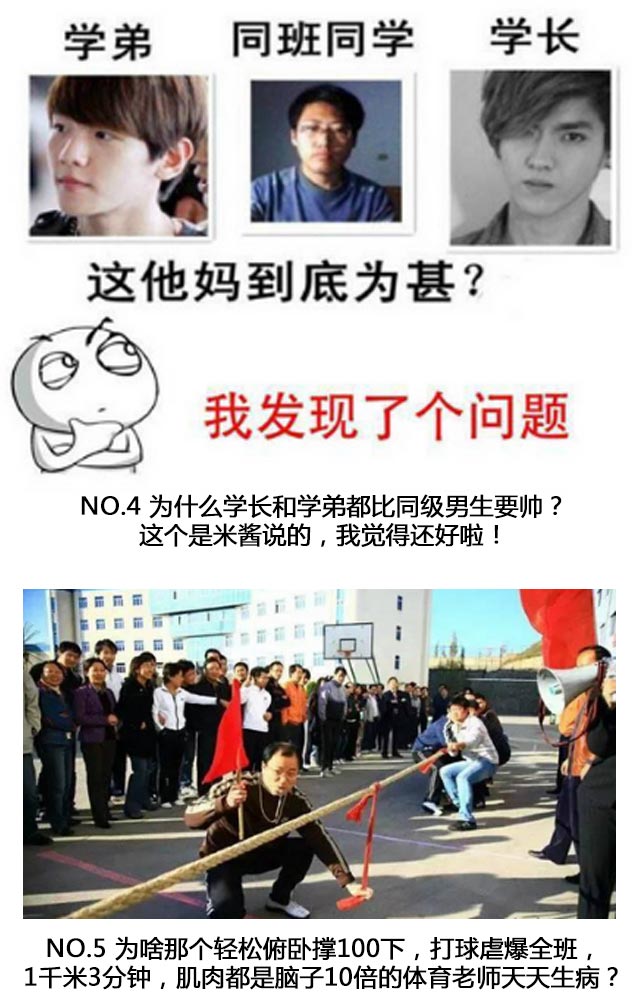 学弟 同班同学 学长
这他妈到底为甚？
我发现了个问题
NO.4 为什么学长和学弟都比同级男生要帅？
这个是米酱说的，我觉得还好啦！
NO.5 为啥那个轻松俯卧撑100下，打球虐爆全班，
1千米3分钟，肌肉都是脑子10倍的体育老师天天生病？